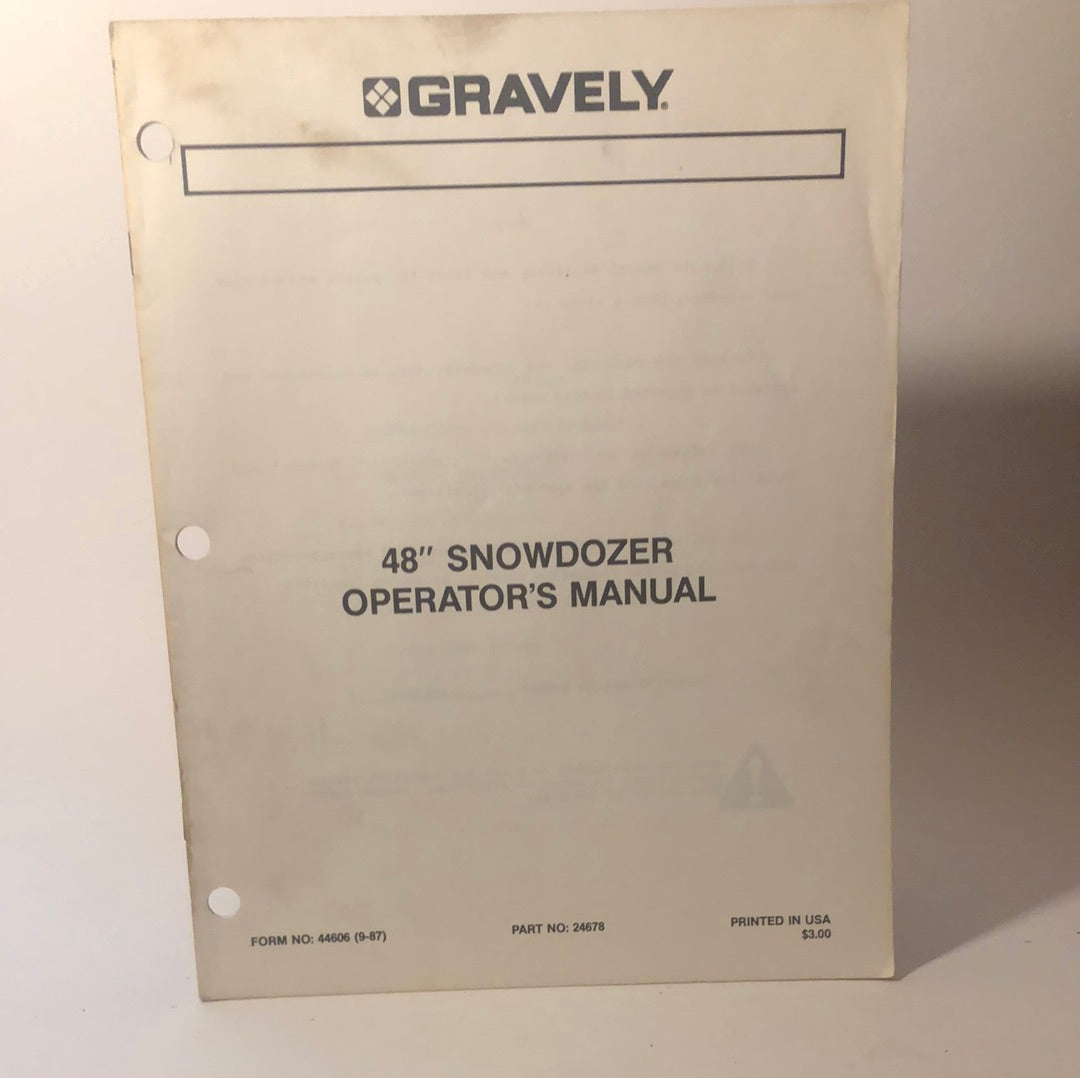 GRAVELY®
48" SNOWDOZER
OPERATOR'S MANUAL
FORM NO: 44606 (9-87)
PART NO: 24678
PRINTED IN USA
$3.00